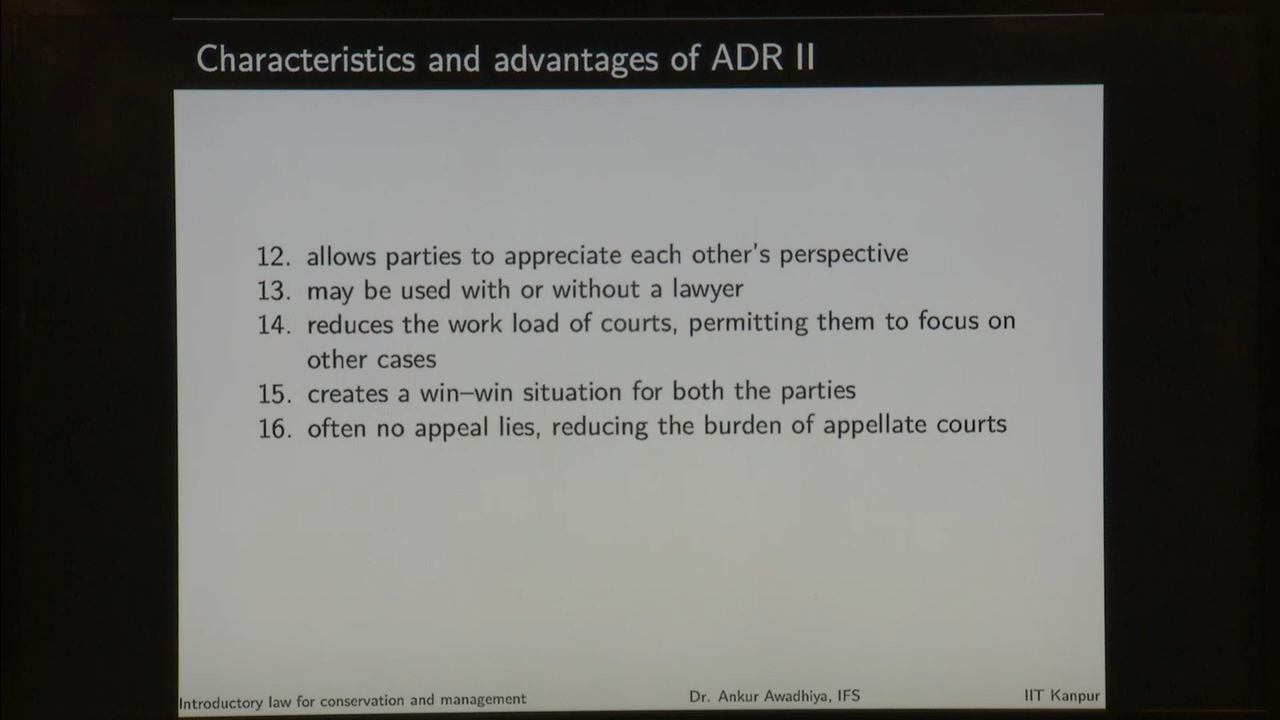 Characteristics and advantages of ADR II
12. allows parties to appreciate each other's perspective
13. may be used with or without a lawyer
14. reduces the work load of courts, permitting them to focus on
other cases
15. creates a win–win situation for both the parties
16. often no appeal lies, reducing the burden of appellate courts
Introductory law for conservation and management Dr. Ankur Awadhiya, IFS IIT Kanpur